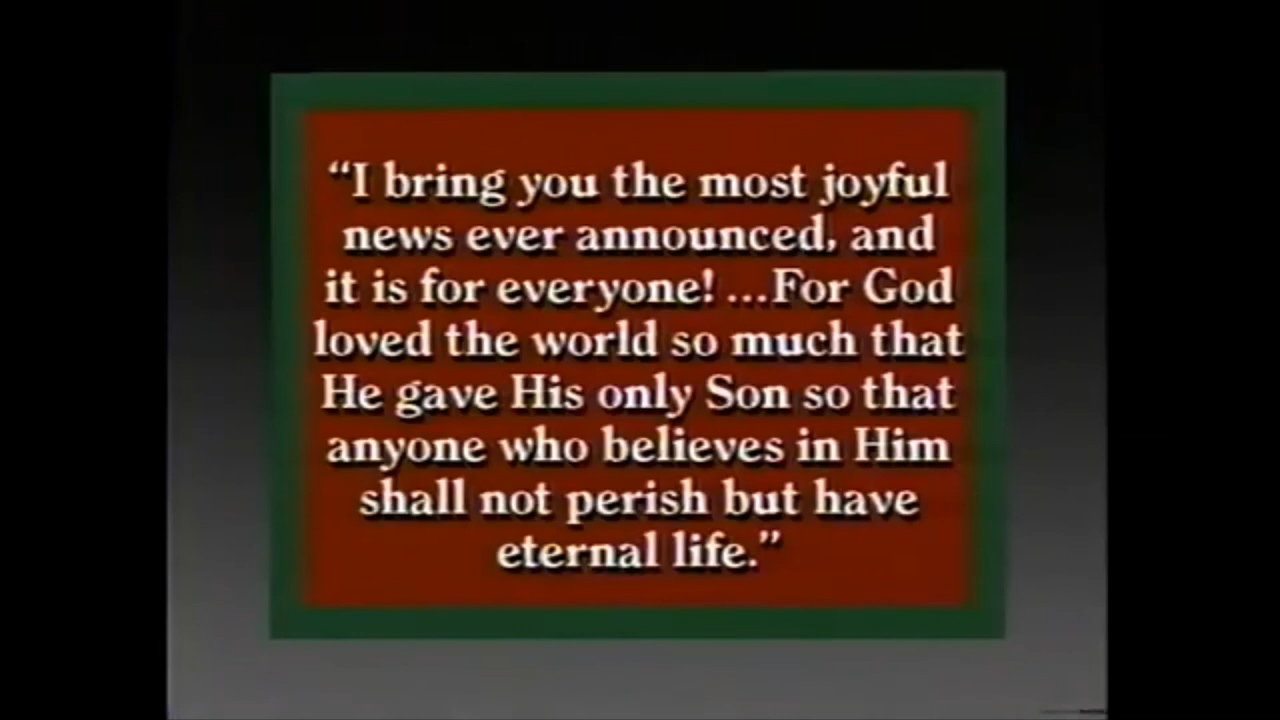 “I bring you the most joyful
news ever announced, and
it is for everyone! ...For God
loved the world so much that
He gave His only Son so that
anyone who believes in Him
shall not perish but have
eternal life.”